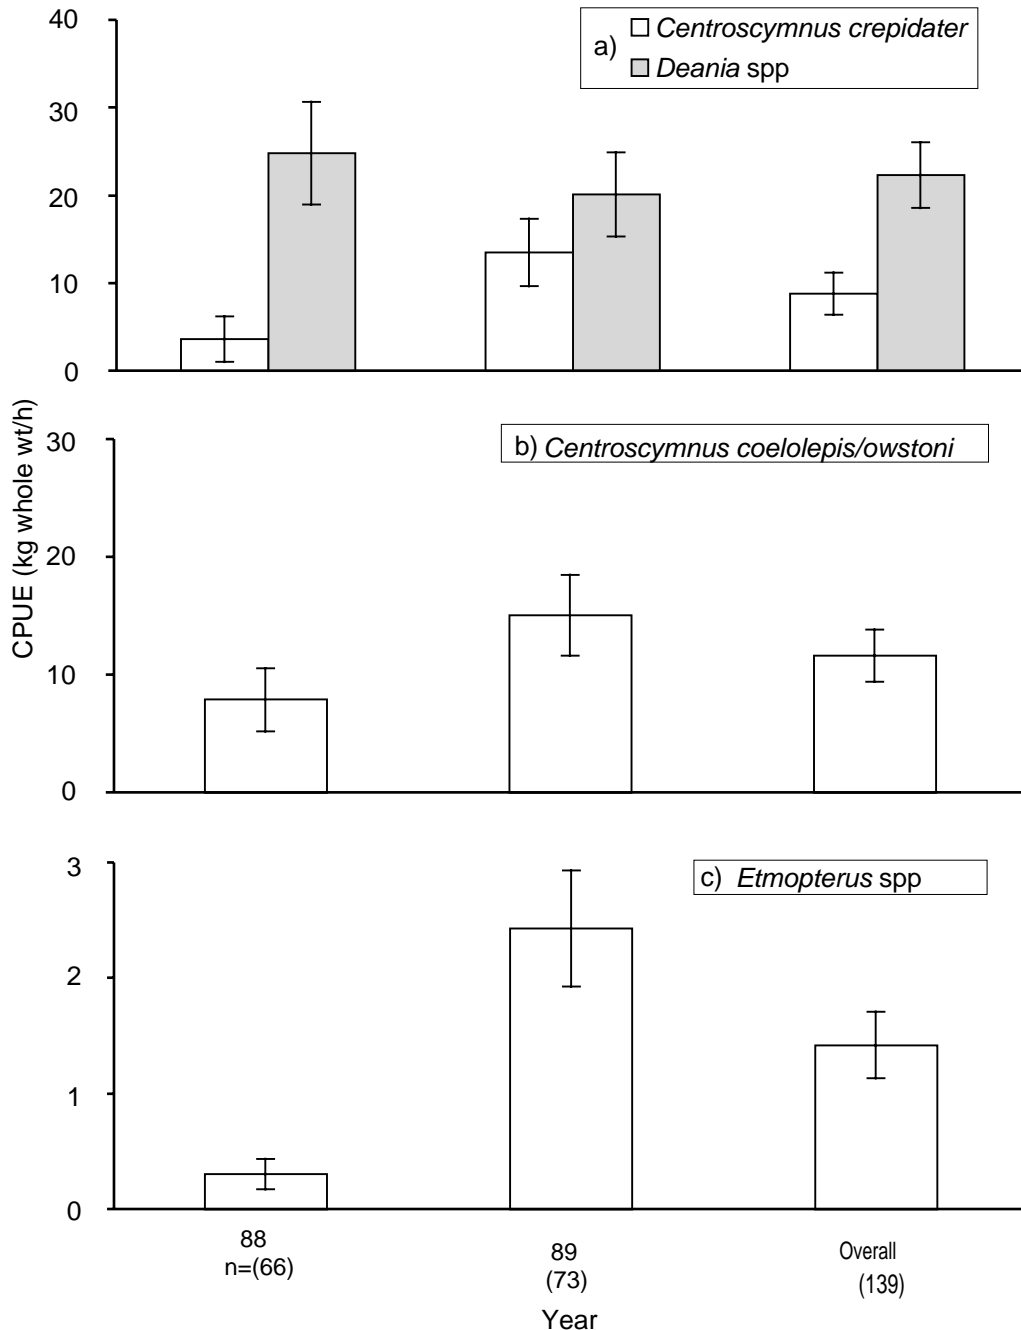 40
30
20
10
0
a)
Centroscymnus crepidater
Deania spp
CPUE (kg whole wt/h)
30
20
10
0
b) Centroscymnus coelolepis/owstoni
3
2
1
0
c) Etmopterus spp
88
n=(66)
89
(73)
Overall
(139)
Year